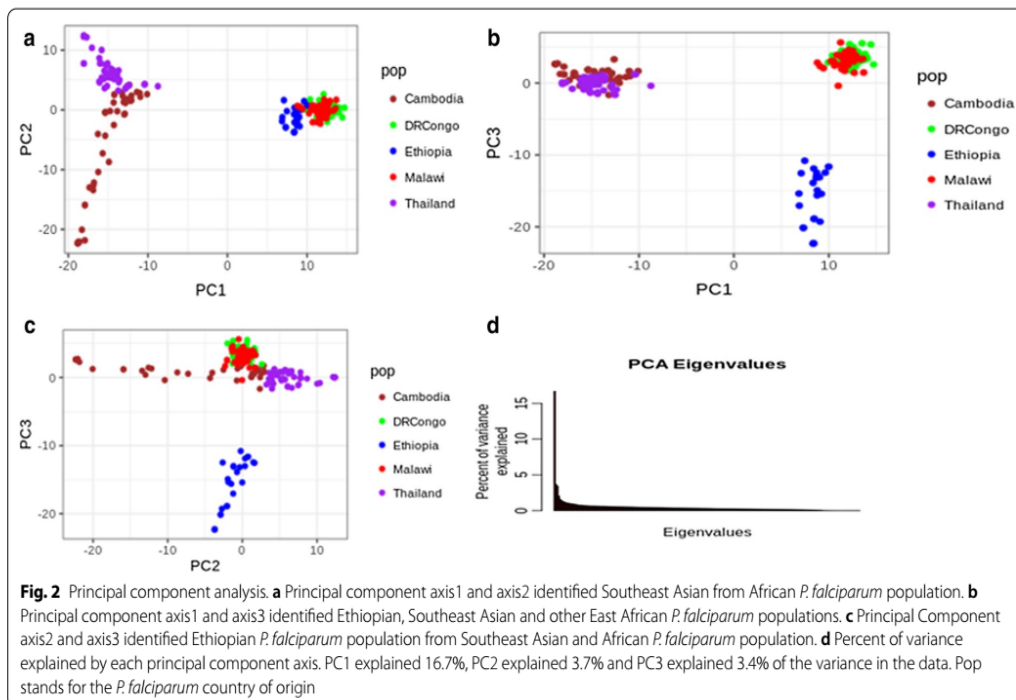 a
10
0
-10
-20
PC2
-20
-10
0
10
PC1
pop
Cambodia
DRCongo
Ethiopia
Malawi
Thailand
b
0
-10
-20
PC3
-20
-10
0
10
PC1
pop
Cambodia
DRCongo
Ethiopia
Malawi
Thailand
c
0
-10
-20
PC3
-20
-10
0
10
PC2
pop
Cambodia
DRCongo
Ethiopia
Malawi
Thailand
d
PCA Eigenvalues
Percent of variance
explained
15
10
5
0
Eigenvalues
Fig. 2 Principal component analysis. a Principal component axis1 and axis2 identified Southeast Asian from African P. falciparum population. b
Principal component axis1 and axis3 identified Ethiopian, Southeast Asian and other East African P. falciparum populations. c Principal Component
axis2 and axis3 identified Ethiopian P. falciparum population from Southeast Asian and African P. falciparum population. d Percent of variance
explained by each principal component axis. PC1 explained 16.7%, PC2 explained 3.7% and PC3 explained 3.4% of the variance in the data. Pop
stands for the P. falciparum country of origin